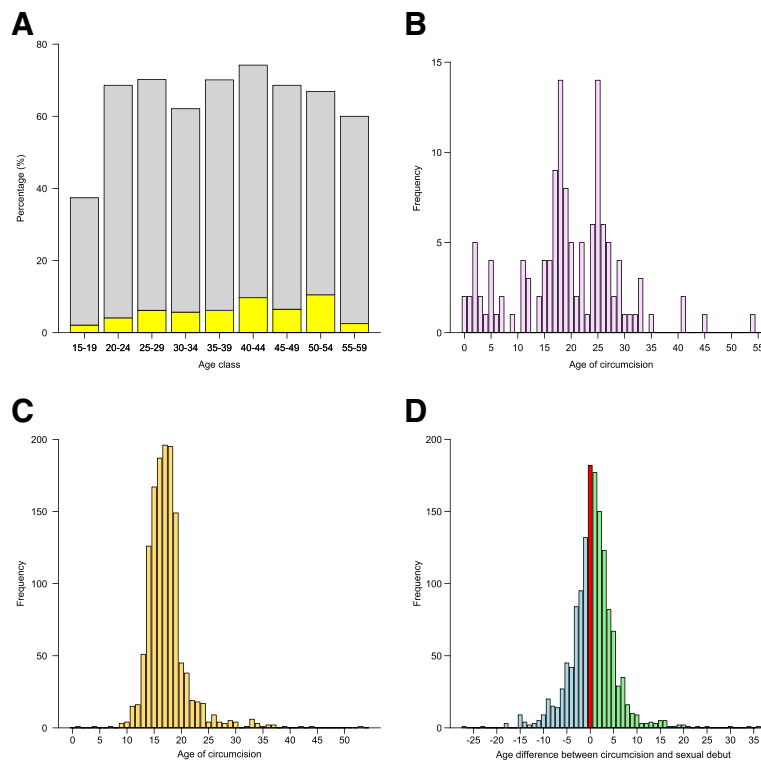 A
80
60
40
20
0
Percentage (%)
15-19 20-24 25-29 30-34 35-39 40-44 45-49 50-54 55-59
Age class
B
15
10
5
0
Frequency
0 5 10 15 20 25 30 35 40 45 50 55
Age of circumcision
C
200
150
100
50
0
Frequency
0 5 10 15 20 25 30 35 40 45 50
Age of circumcision
D
200
150
100
50
0
Frequency
-25 -20 -15 -10 -5 0 5 10 15 20 25 30 35
Age difference between circumcision and sexual debut